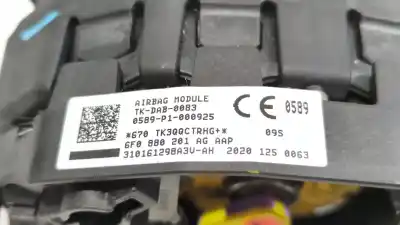 AIRBAG MODULE
TK-DAB-0083
0589-P1-000925
CE 0589
*670 TK3QQCTRHG+* 09S
6F0 880 201 AG AAP
31016129BA3V-AH 2020 125 0063